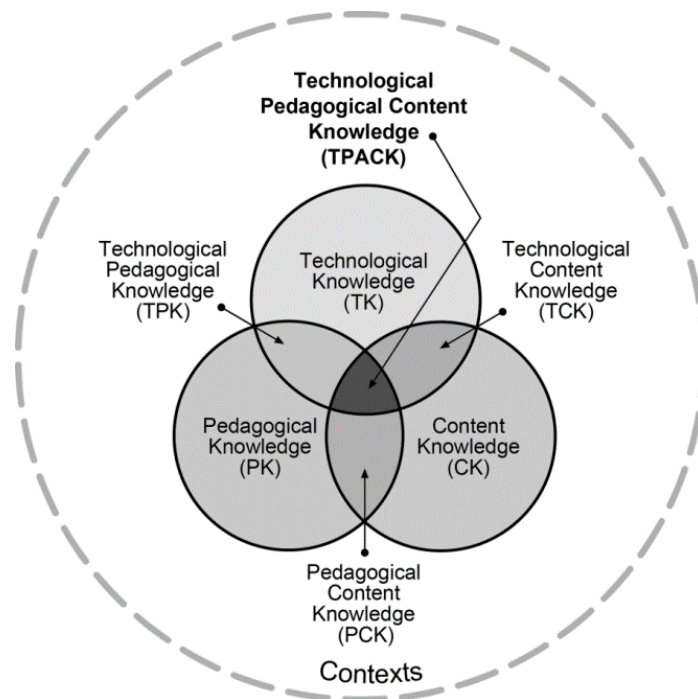 Technological
Pedagogical Content
Knowledge
(TPACK)
Technological
Pedagogical
Knowledge
(TPK)
Technological
Knowledge
(TK)
Technological
Content
Knowledge
(TCK)
Pedagogical
Knowledge
(PK)
Content
Knowledge
(CK)
Pedagogical
Content
Knowledge
(PCK)
Contexts